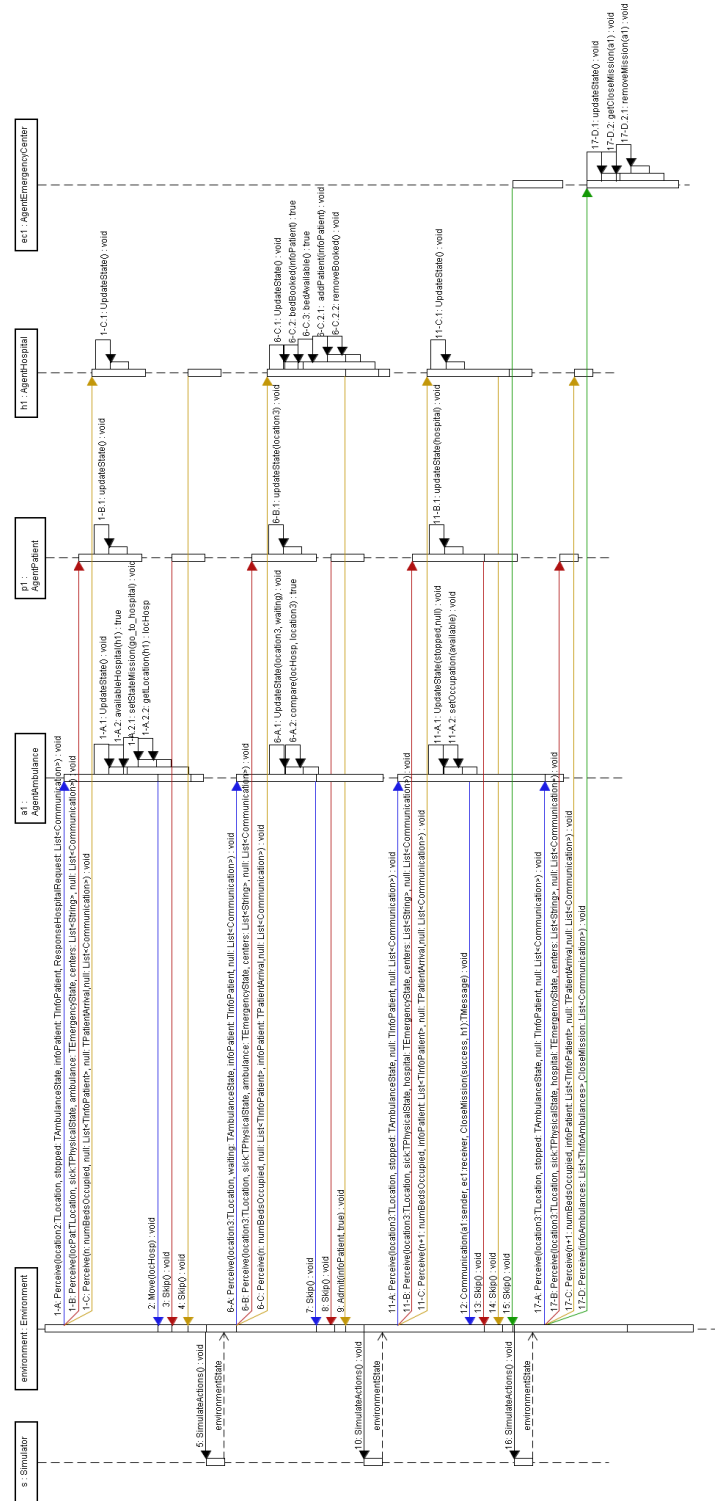 s : Simulator
environment : Environment
a1 :
AgentAmbulance
p1 :
AgentPatient
h1 : AgentHospital
ec1 : AgentEmergencyCenter
1-A: Perceive(location2:TLocation, stopped: TAmbulanceState, infoPatient: TInfoPatient, ResponseHospitalRequest: List<Communication>) : void
1-B: Perceive(locPat:TLocation, sick:TPhysicalState, ambulance: TEmergencyState, centers: List<String>, null: List<Communication>) : void
1-C: Perceive(n: numBedsOccupied, null: List<TInfoPatient>, null: TPatientArrival,null: List<Communication>) : void
1-A.1: UpdateState() : void
1-A.2: availableHospital(h1) : true
1-A.2.1: setStateMission(go_to_hospital) : void
1-A.2.2: getLocation(h1) : locHosp
1-B.1: updateState() : void
1-C.1: UpdateState() : void
2: Move(locHosp) : void
3: Skip() : void
4: Skip() : void
5: SimulateActions() : void
environmentState
6-A: Perceive(location3:TLocation, waiting: TAmbulanceState, infoPatient: TInfoPatient, null: List<Communication>) : void
6-B: Perceive(location3:TLocation, sick:TPhysicalState, ambulance: TEmergencyState, centers: List<String>, null: List<Communication>) : void
6-C: Perceive(n: numBedsOccupied, null: List<TInfoPatient>, infoPatient: TPatientArrival,null: List<Communication>) : void
6-A.1: UpdateState(location3, waiting) : void
6-A.2: compare(locHosp, location3) : true
6-B.1: updateState(location3) : void
6-C.1: UpdateState() : void
6-C.2: bedBooked(infoPatient) : true
6-C.3: bedAvailable() : true
6-C.2.1: addPatient(infoPatient) : void
6-C.2.2: removeBooked() : void
7: Skip() : void
8: Skip() : void
9: Admit(infoPatient, true) : void
10: SimulateActions() : void
environmentState
11-A: Perceive(location3:TLocation, stopped: TAmbulanceState, null: TInfoPatient, null: List<Communication>) : void
11-B: Perceive(location3:TLocation, sick:TPhysicalState, hospital: TEmergencyState, centers: List<String>, null: List<Communication>) : void
11-C: Perceive(n+1: numBedsOccupied, infoPatient: List<TInfoPatient>, null: TPatientArrival,null: List<Communication>) : void
11-A.1: UpdateState(stopped,null) : void
11-A.2: setOccupation(available) : void
11-B.1: updateState(hospital) : void
11-C.1: UpdateState() : void
12: Communication(a1:sender, ec1:receiver, CloseMission(success, h1):TMessage) : void
13: Skip() : void
14: Skip() : void
15: Skip() : void
16: SimulateActions() : void
environmentState
17-A: Perceive(location3:TLocation, stopped: TAmbulanceState, null: TInfoPatient, null: List<Communication>) : void
17-B: Perceive(location3:TLocation, sick:TPhysicalState, hospital: TEmergencyState, centers: List<String>, null: List<Communication>) : void
17-C: Perceive(n+1: numBedsOccupied, infoPatient: List<TInfoPatient>, null: TPatientArrival,null: List<Communication>) : void
17-D: Perceive(infoAmbulances: List<TInfoAmbulances>,CloseMission: List<Communication>) : void
17-D.1: updateState() : void
17-D.2: getCloseMission(a1) : void
17-D.2.1: removeMission(a1) : void